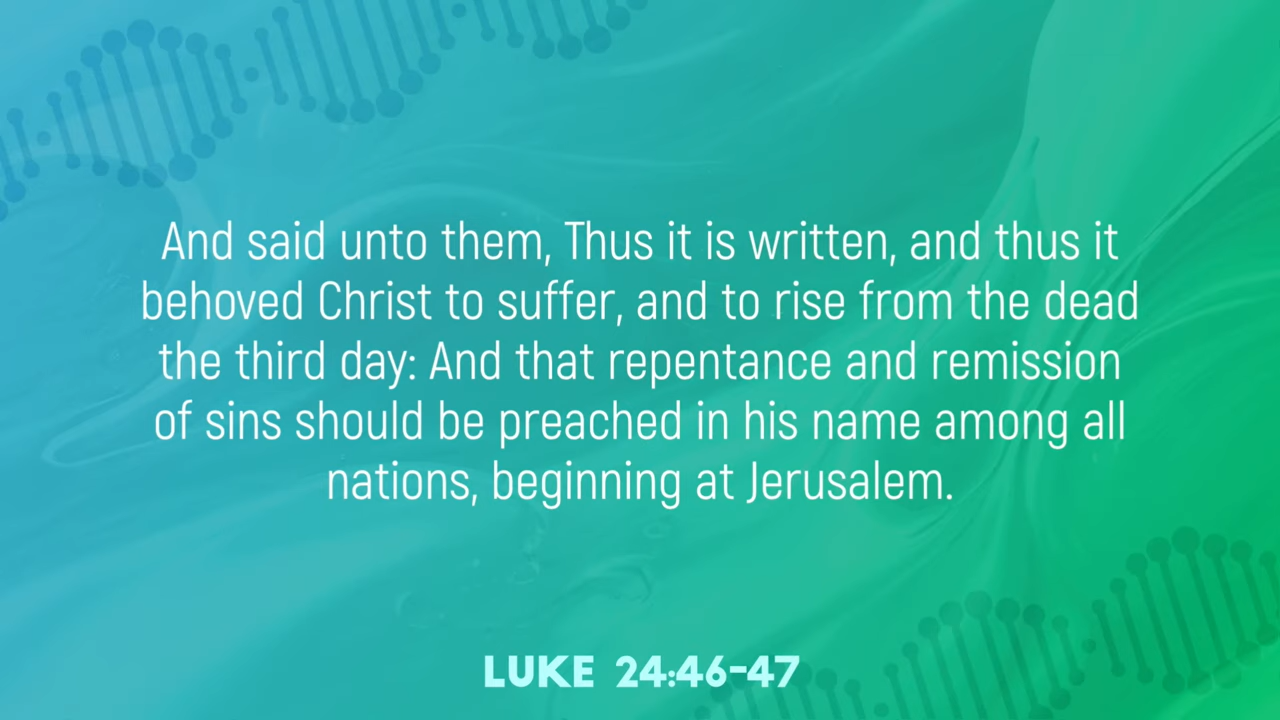 And said unto them, Thus it is written, and thus it
behoved Christ to suffer, and to rise from the dead
the third day: And that repentance and remission
of sins should be preached in his name among all
nations, beginning at Jerusalem.
LUKE 24:46-47